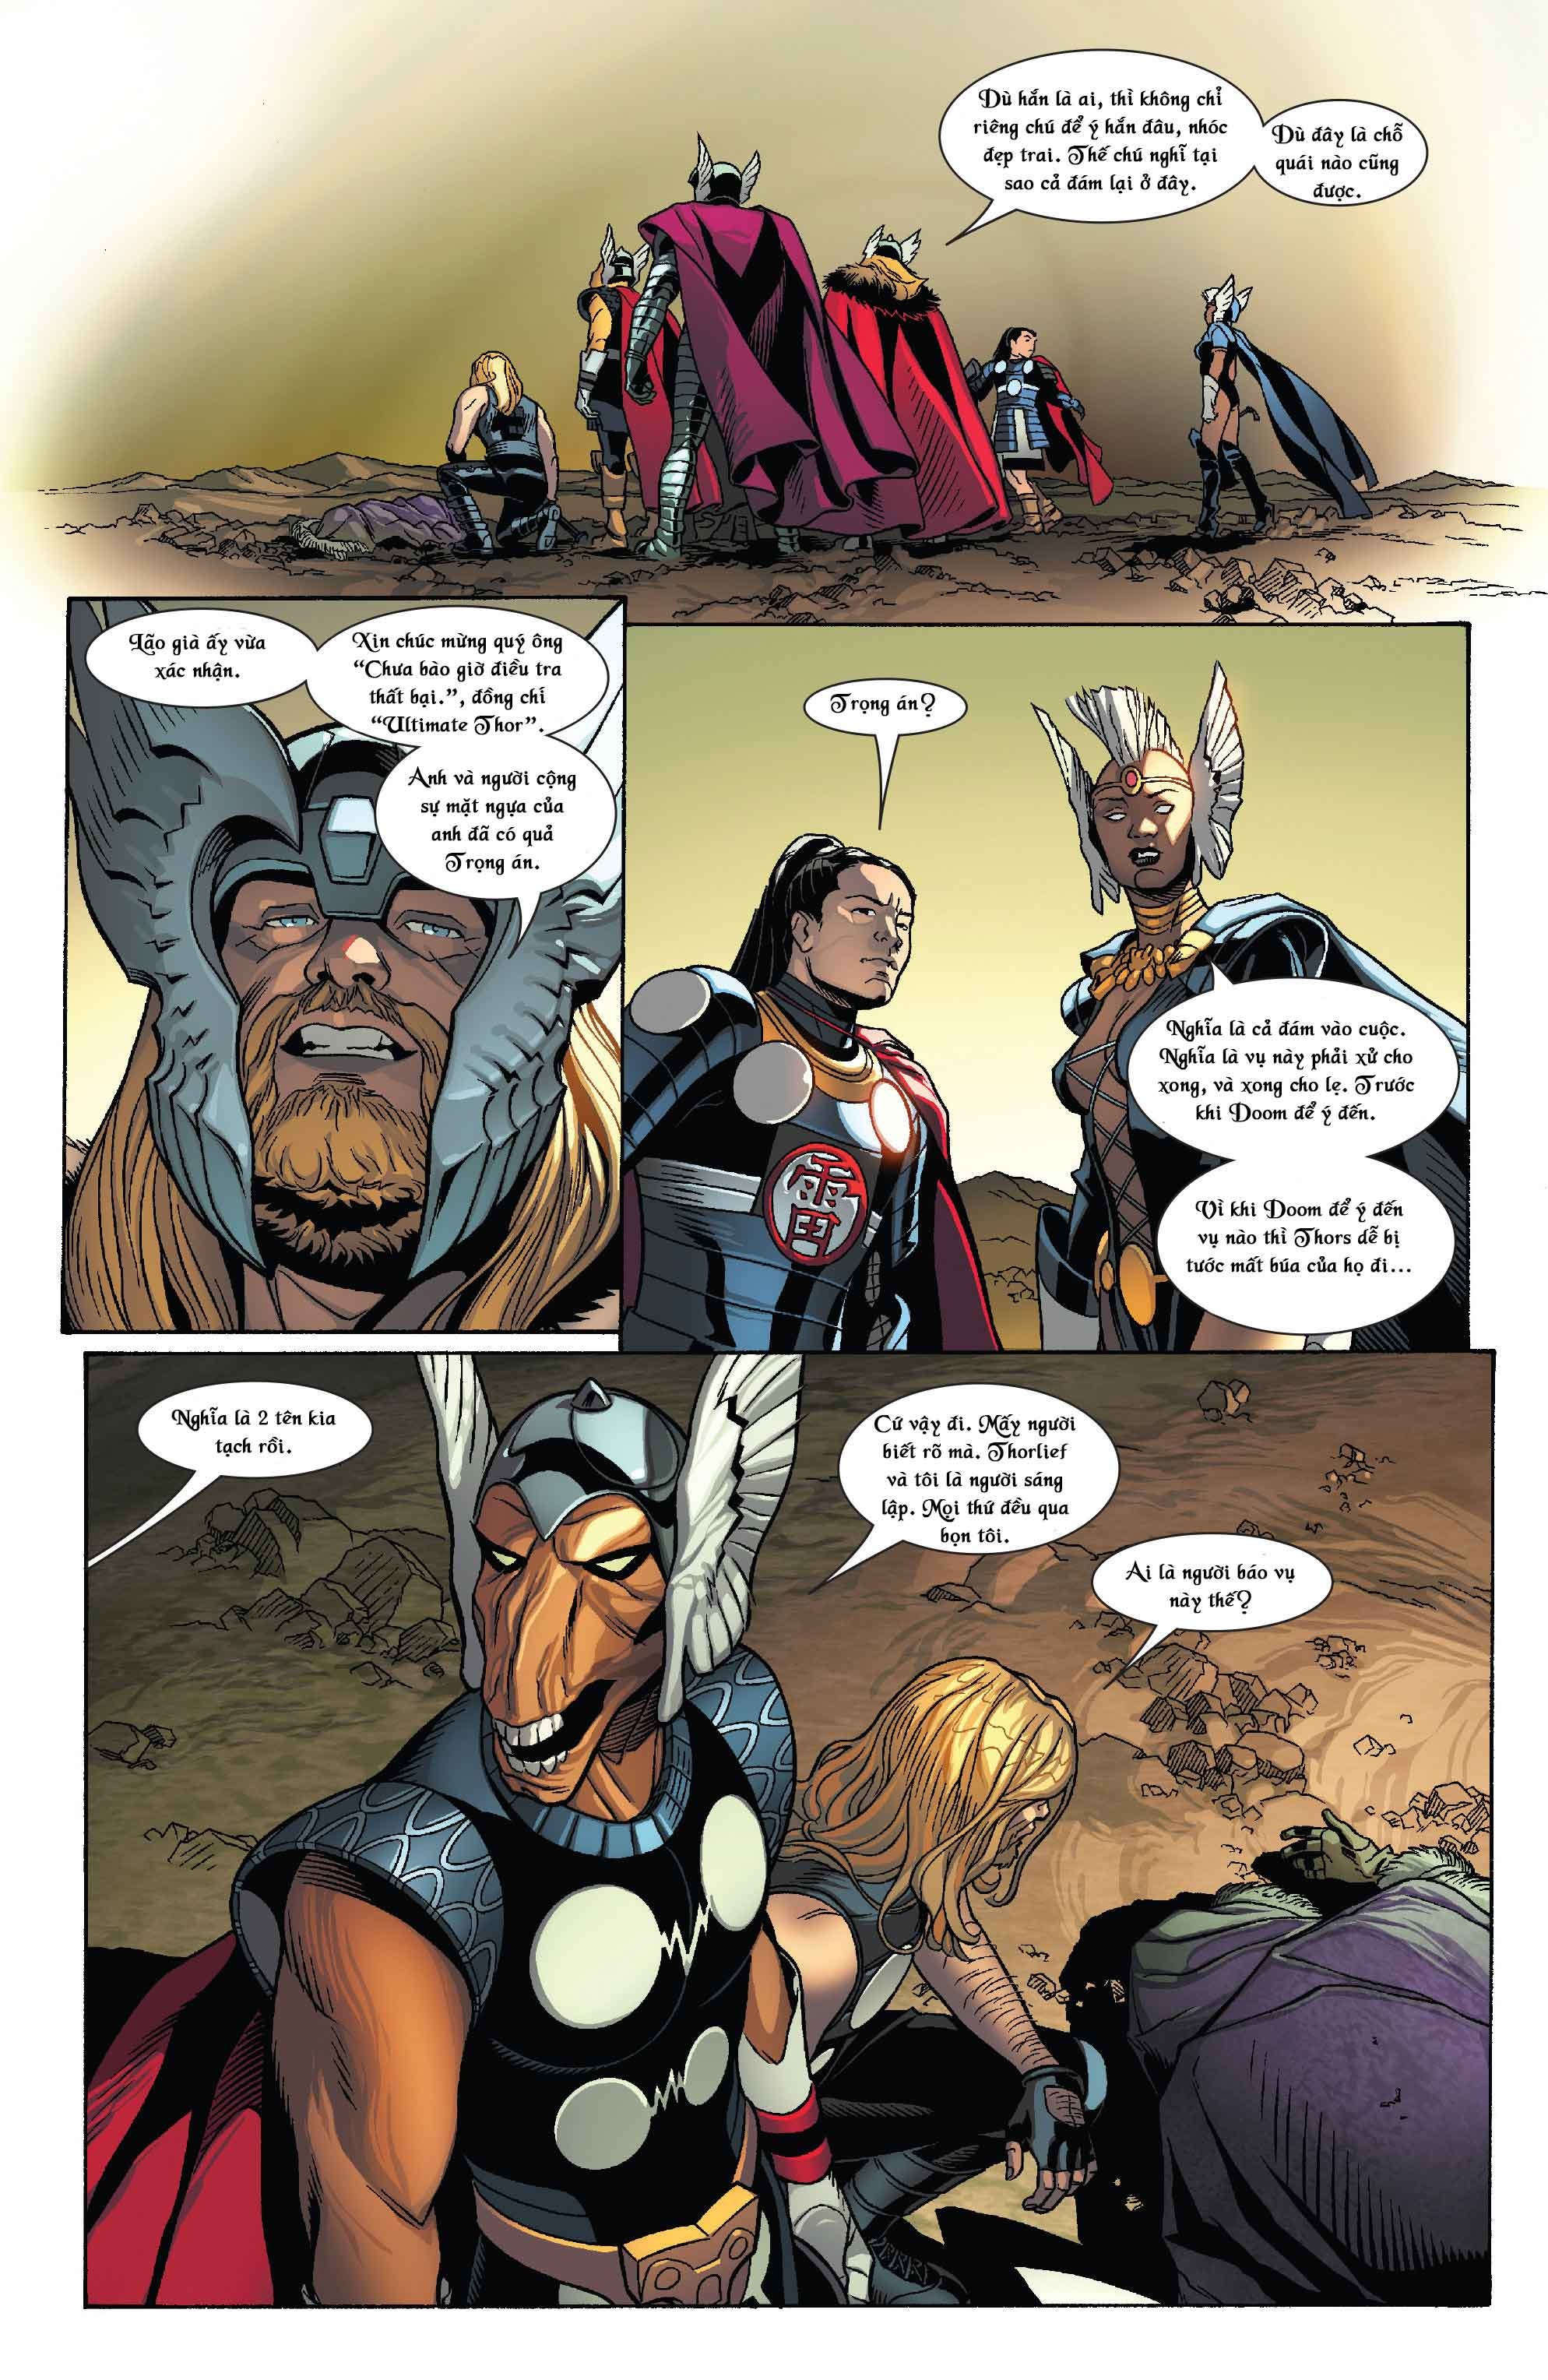 Dù hắn là ai, thì không chỉ
riêng chú để ý hắn đâu, nhóc
đẹp trai. Thế chú nghĩ tại
sao cả đám lại ở đây.
Dù đây là chỗ
quái nào cũng
được.
Lão già ấy vừa
xác nhận.
Xin chúc mừng quý ông
“Chưa bào giờ điều tra
thất bại.”, đồng chí
“Ultimate Thor”.
Anh và người cộng
sự mặt ngựa của
anh đã có quả
Trọng án.
Trọng án?
雷
Nghĩa là cả đám vào cuộc.
Nghĩa là vụ này phải xử cho
xong, và xong cho lẹ. Trước
khi Doom để ý đến.
Vì khi Doom để ý đến
vụ nào thì Thors dễ bị
tước mất búa của họ đi...
Nghĩa là 2 tên kia
tạch rồi.
Cứ vậy đi. Mấy người
biết rõ mà. Thorlief
và tôi là người sáng
lập. Mọi thứ đều qua
bọn tôi.
Ai là người báo vụ
này thế?